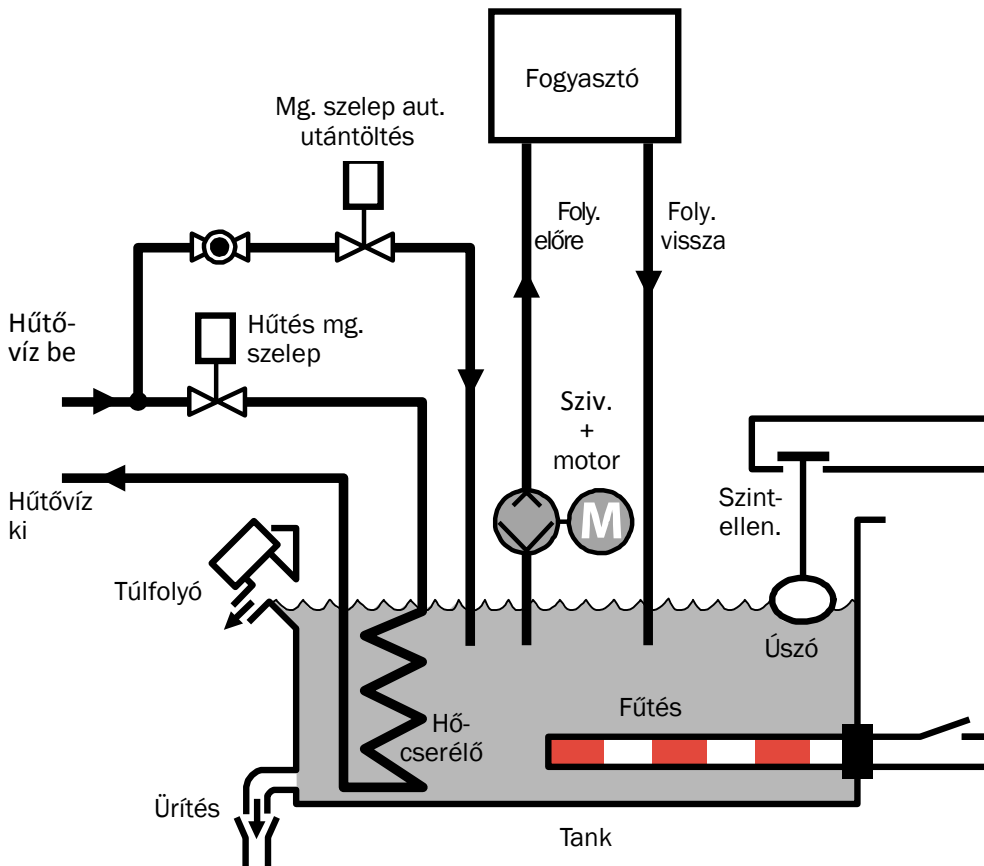 Fogyasztó
Mg. szelep aut.
utántöltés
Foly.
előre
Foly.
vissza
Hűtő-
víz be
Hűtés mg.
szelep
Sziv.
+
motor
M
Hűtővíz
ki
Szint-
ellen.
Túlfolyó
Úszó
Fűtés
Hő-
cserélő
Ürítés
Tank